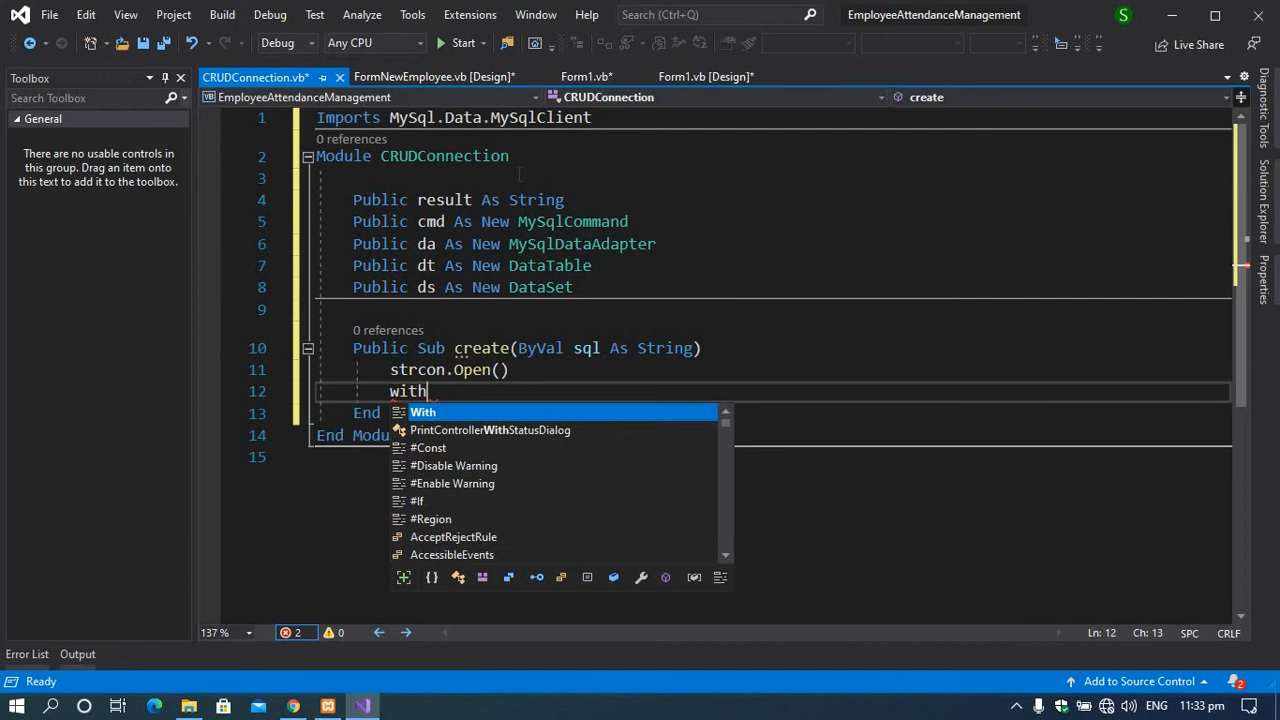 File Edit View Project Build Debug Test Analyze Tools Extensions Window Help Search (Ctrl+Q) EmployeeAttendanceManagement S
Debug Any CPU Start Live Share
Toolbox
Search Toolbox
General
There are no usable controls in
this group. Drag an item onto
this text to add it to the toolbox.
CRUDConnection.vb* FormNewEmployee.vb [Design]* Form1.vb* Form1.vb [Design]*
VB EmployeeAttendanceManagement CRUDConnection create
1 Imports MySql.Data.MySqlClient
0 references
2 Module CRUDConnection
3
4 Public result As String
5 Public cmd As New MySqlCommand
6 Public da As New MySqlDataAdapter
7 Public dt As New DataTable
8 Public ds As New DataSet
9
0 references
10 Public Sub create(ByVal sql As String)
11 strcon.Open()
12 with
13 End
14 End Modu
15
With
PrintControllerWithStatusDialog
#Const
#Disable Warning
#Enable Warning
#If
#Region
AcceptRejectRule
AccessibleEvents
137 % 2 0 Ln: 12 Ch: 13 SPC CRLF
Diagnostic Tools
Solution Explorer
Properties
Error List Output
Ready Add to Source Control 2
ENG 11:33 pm